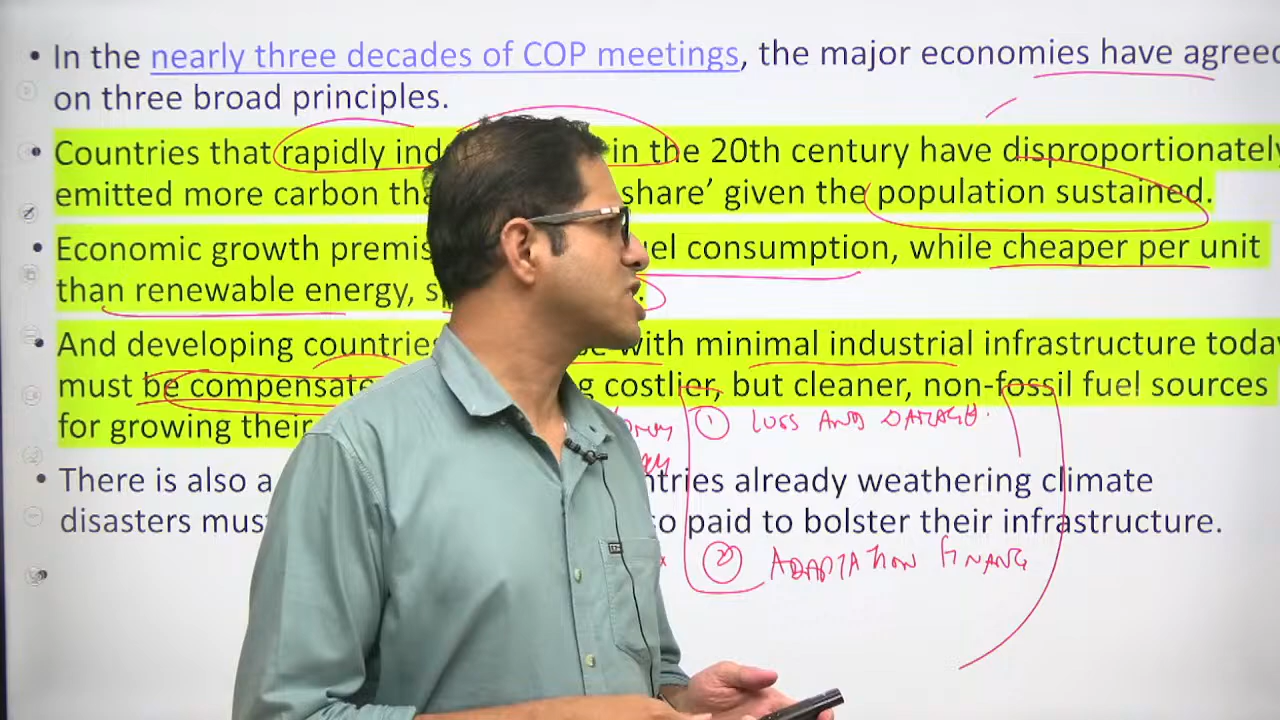 • In the nearly three decades of COP meetings, the major economies have agreed
on three broad principles.
• Countries that rapidly ind in the 20th century have disproportionately
emitted more carbon tha share’ given the population sustained.
• Economic growth premis uel consumption, while cheaper per unit
than renewable energy, s
• And developing countries with minimal industrial infrastructure toda
must be compensate g costlier, but cleaner, non-fossil fuel sources
for growing their
① LOSS AND DAMAGE.
• There is also a ntries already weathering climate
disasters must so paid to bolster their infrastructure.
② ADAPTATION FINANCE